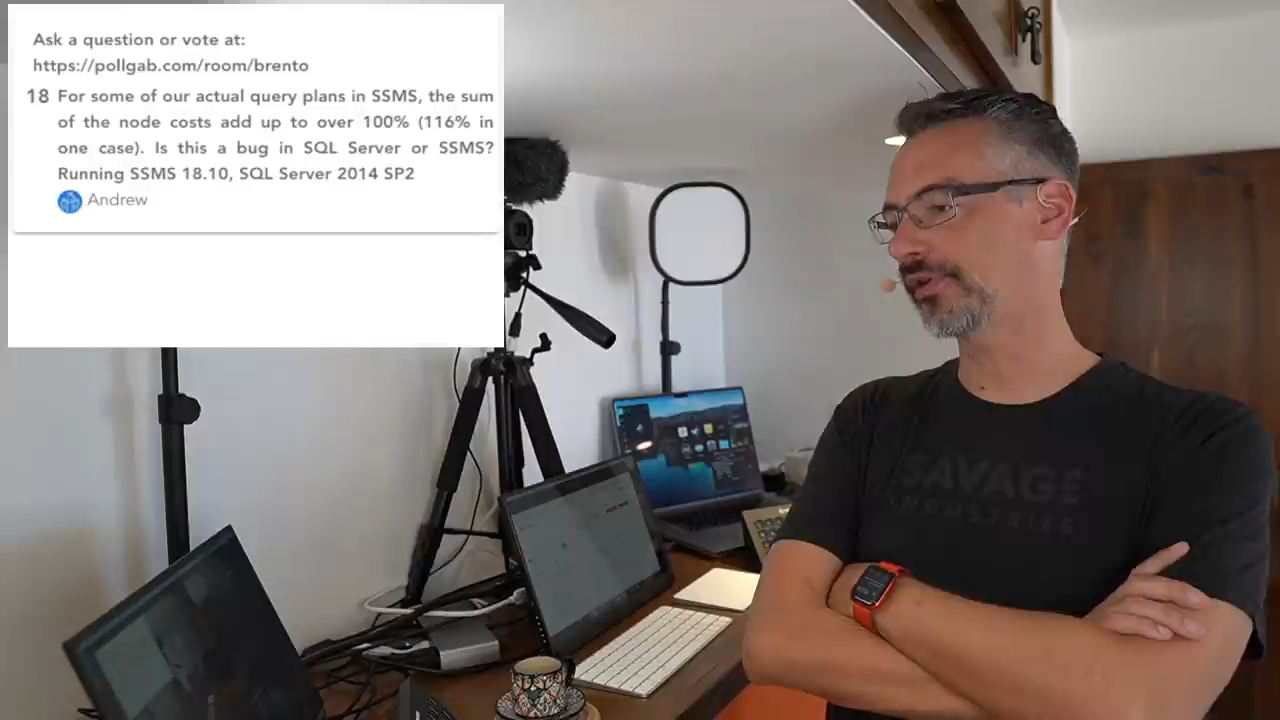 Ask a question or vote at:
https://pollgab.com/room/brento
18 For some of our actual query plans in SSMS, the sum
of the node costs add up to over 100% (116% in
one case). Is this a bug in SQL Server or SSMS?
Running SSMS 18.10, SQL Server 2014 SP2
Andrew
SAVAGE
INDUSTRIES